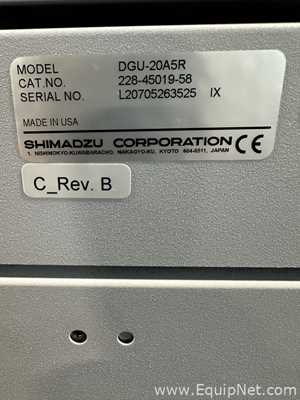 MODEL DGU-20A5R
CAT.NO. 228-45019-58
SERIAL NO. L20705263525 IX
MADE IN USA
SHIMADZU CORPORATION CE
1. NISHINOKYO-KUWABARACHO, NAKAGYO-KU, KYOTO 604-8511, JAPAN
C_Rev. B
www.EquipNet.com